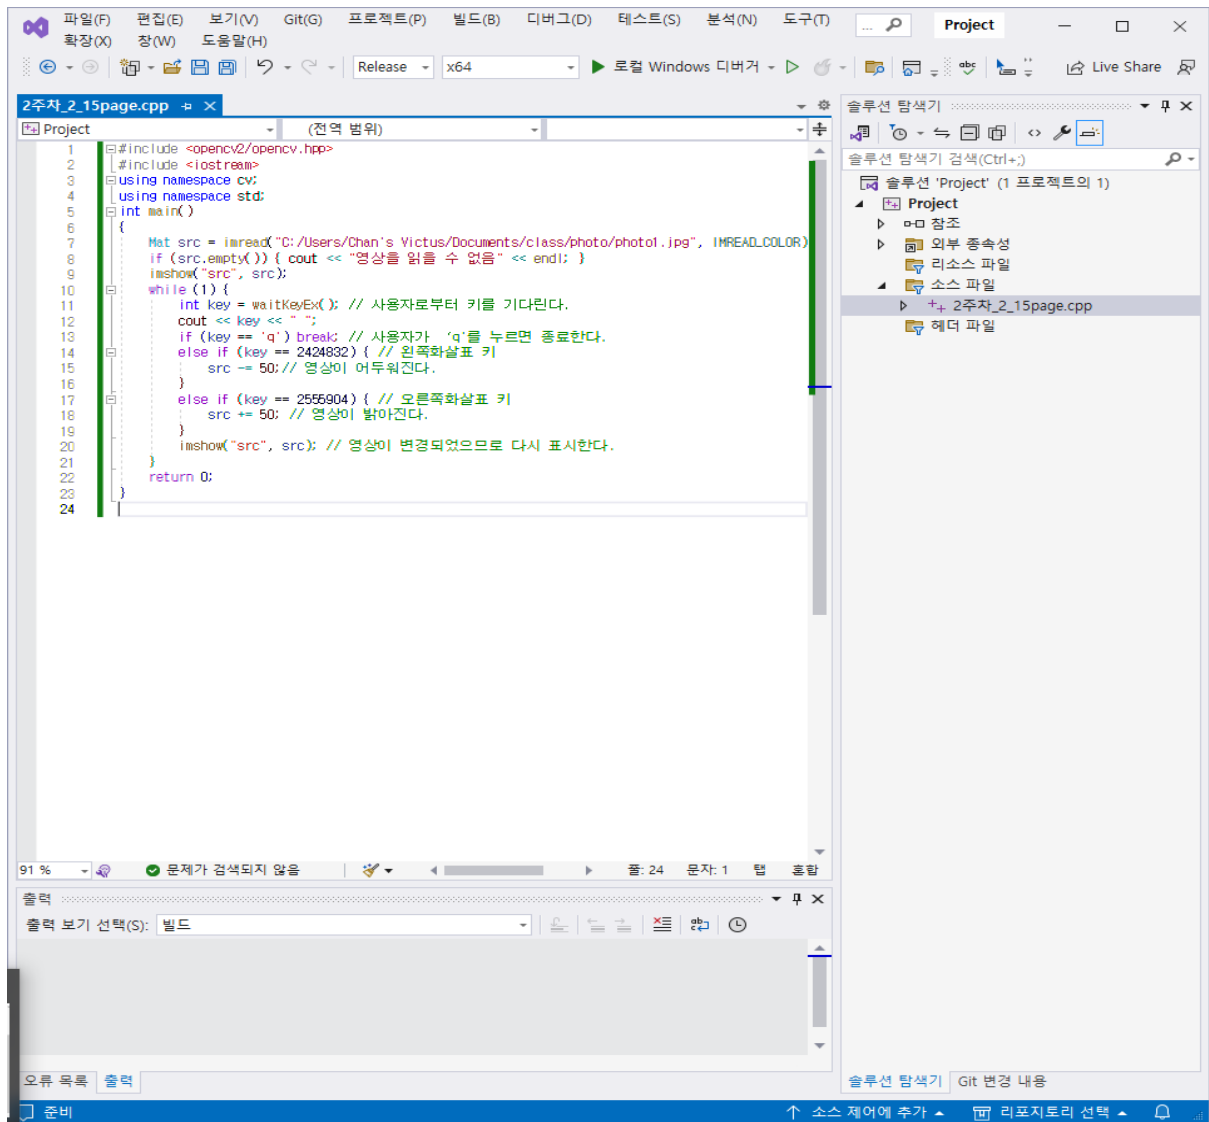 파일(F) 편집(E) 보기(V) Git(G) 프로젝트(P) 빌드(B) 디버그(D) 테스트(S) 분석(N) 도구(T) ... Project
확장(X) 창(W) 도움말(H)
Release x64 로컬 Windows 디버거 Live Share
2주차_2_15page.cpp
Project (전역 범위)
1 #include <opencv2/opencv.hpp>
2 #include <iostream>
3 using namespace cv;
4 using namespace std;
5 int main()
6 {
7 Mat src = imread("C:/Users/Chan's Victus/Documents/class/photo/photo1.jpg", IMREAD_COLOR)
8 if (src.empty()) { cout << "영상을 읽을 수 없음" << endl; }
9 imshow("src", src);
10 while (1) {
11 int key = waitKeyEx(); // 사용자로부터 키를 기다린다.
12 cout << key << " ";
13 if (key == 'q') break; // 사용자가 ‘q'를 누르면 종료한다.
14 else if (key == 2424832) { // 왼쪽화살표 키
15 src -= 50;// 영상이 어두워진다.
16 }
17 else if (key == 2555904) { // 오른쪽화살표 키
18 src += 50; // 영상이 밝아진다.
19 }
20 imshow("src", src); // 영상이 변경되었으므로 다시 표시한다.
21 }
22 return 0;
23 }
24
91 % 문제가 검색되지 않음 줄: 24 문자: 1 탭 혼합
출력
출력 보기 선택(S): 빌드
오류 목록 출력
솔루션 탐색기
솔루션 탐색기 검색(Ctrl+;)
솔루션 'Project' (1 프로젝트의 1)
Project
참조
외부 종속성
리소스 파일
소스 파일
2주차_2_15page.cpp
헤더 파일
솔루션 탐색기 Git 변경 내용
준비 소스 제어에 추가 리포지토리 선택